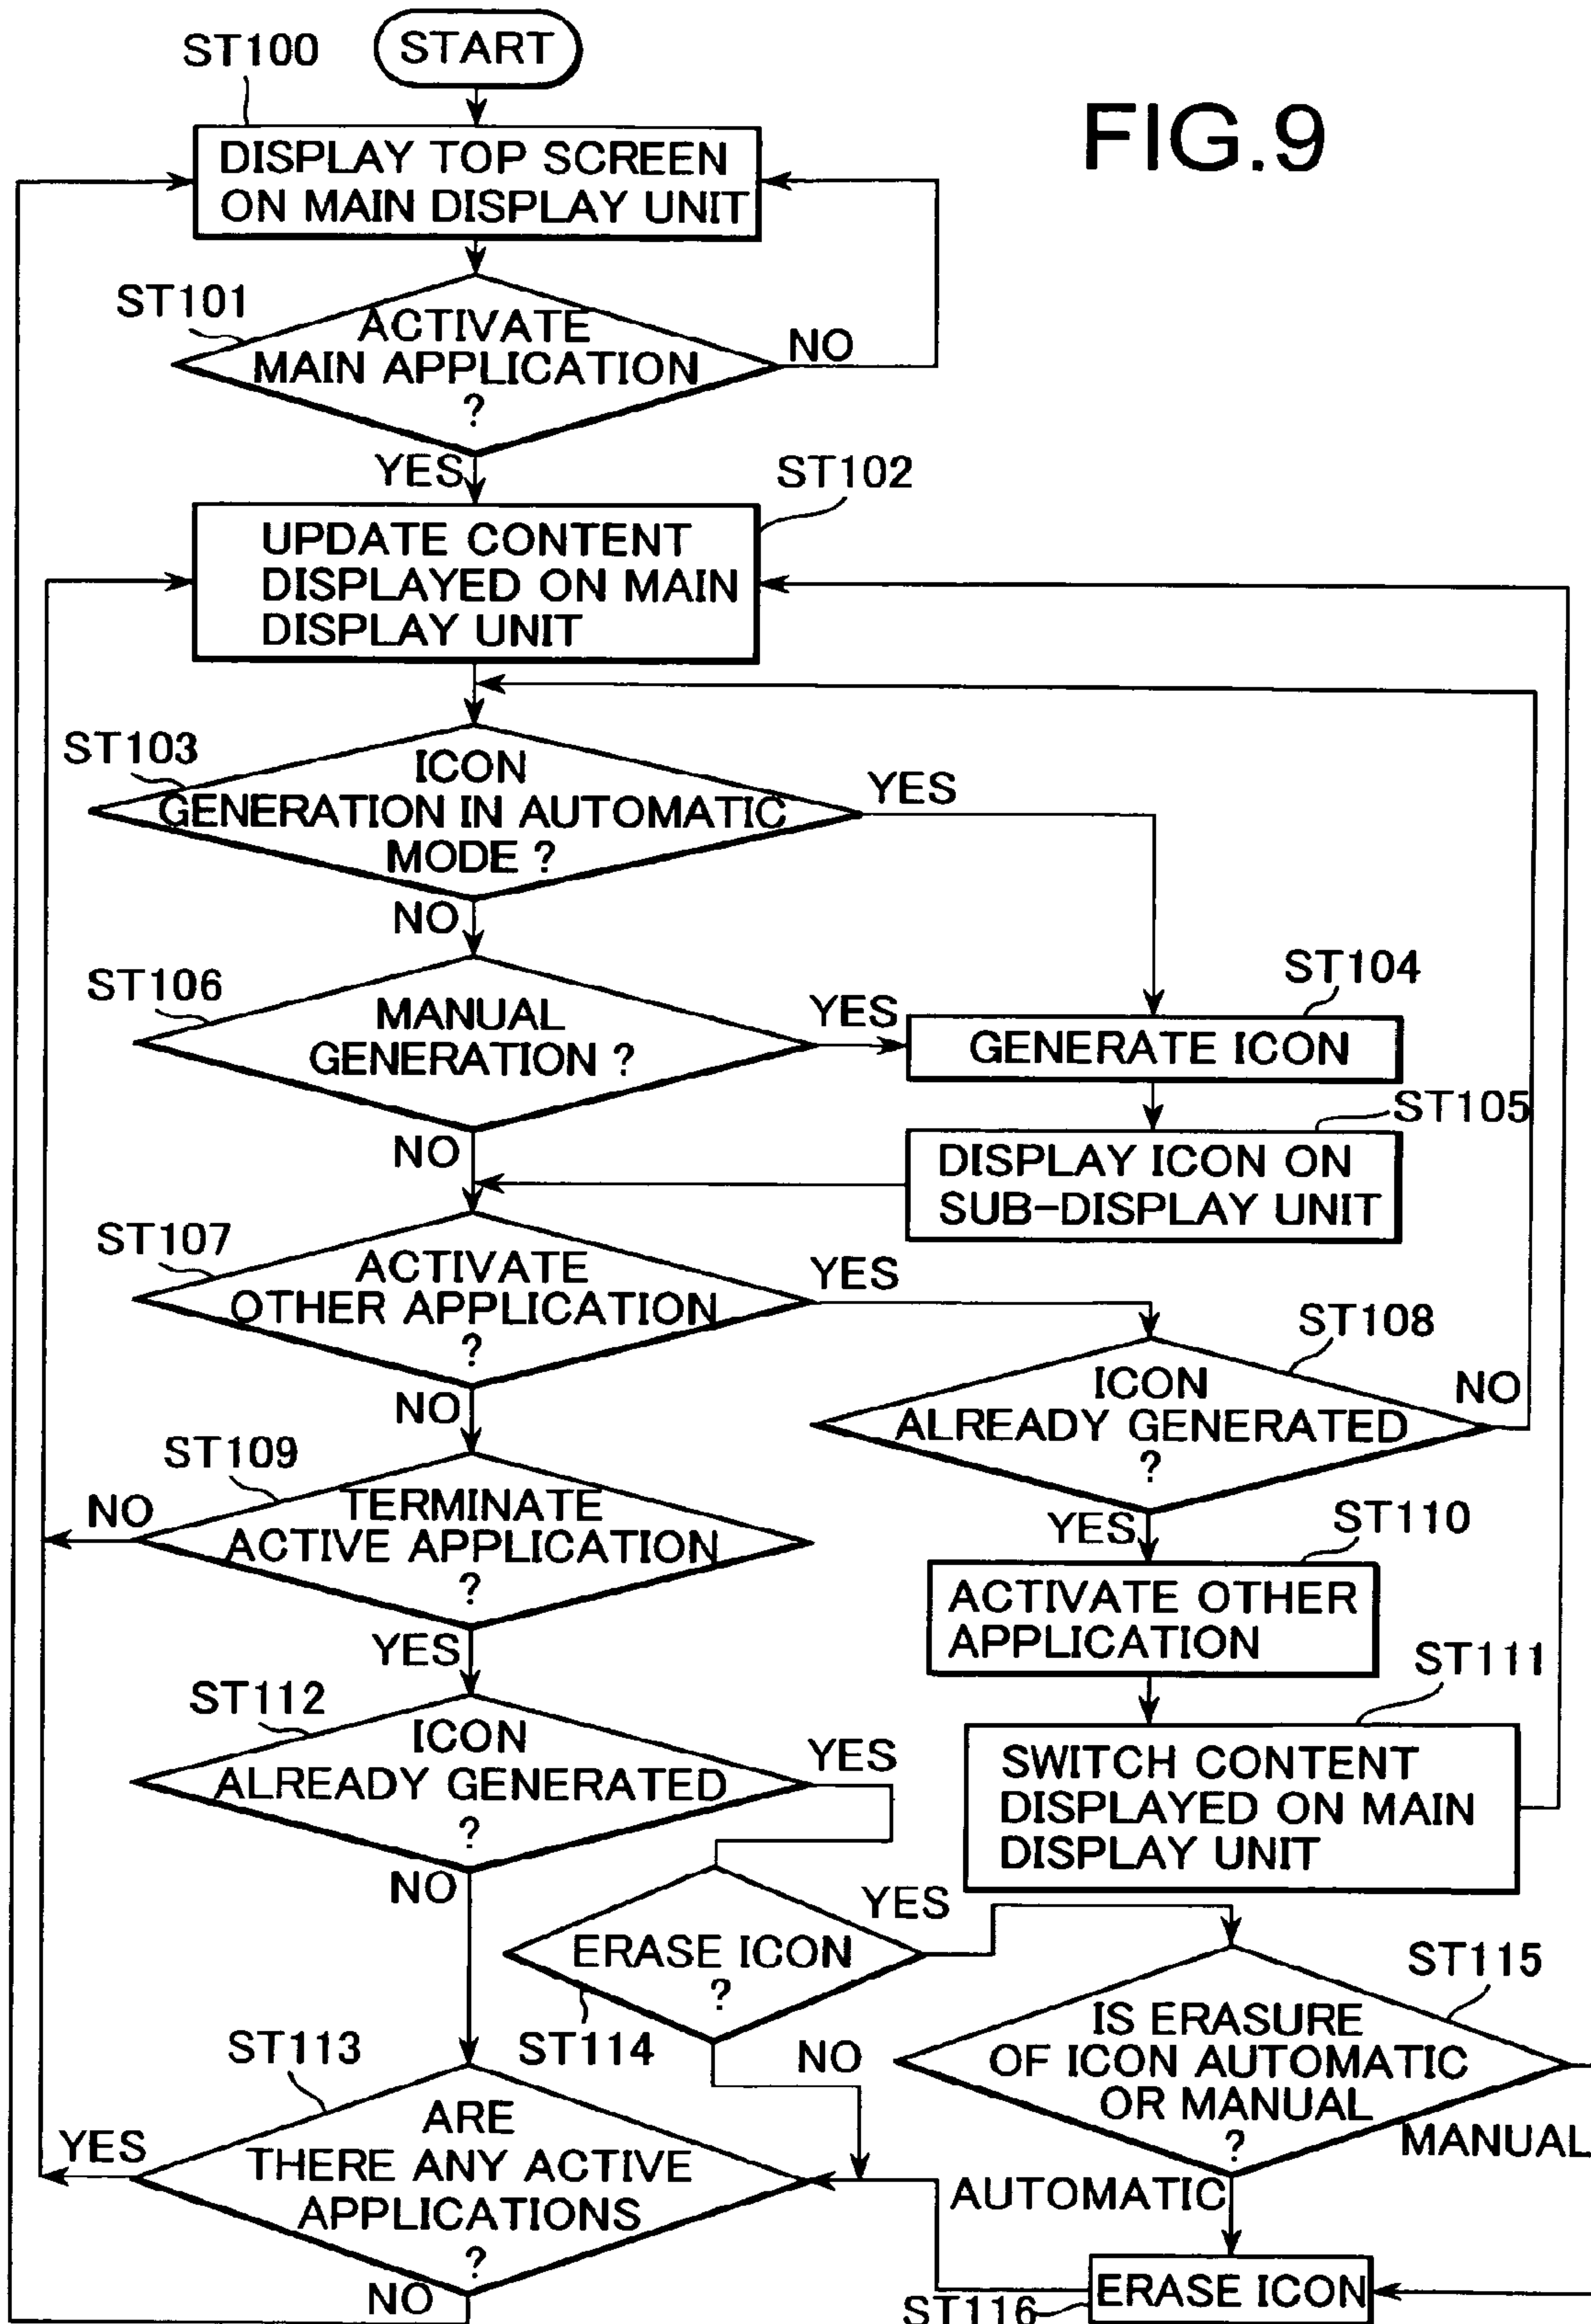 FIG.9
START
ST100
DISPLAY TOP SCREEN
ON MAIN DISPLAY UNIT
ST101
ACTIVATE
MAIN APPLICATION
?
NO
YES
ST102
UPDATE CONTENT
DISPLAYED ON MAIN
DISPLAY UNIT
ST103
ICON
GENERATION IN AUTOMATIC
MODE ?
YES
NO
ST106
MANUAL
GENERATION ?
YES
ST104
GENERATE ICON
NO
ST105
DISPLAY ICON ON
SUB-DISPLAY UNIT
ST107
ACTIVATE
OTHER APPLICATION
?
YES
NO
ST108
ICON
ALREADY GENERATED
?
NO
YES
ST109
TERMINATE
ACTIVE APPLICATION
?
NO
YES
ST110
ACTIVATE OTHER
APPLICATION
ST111
SWITCH CONTENT
DISPLAYED ON MAIN
DISPLAY UNIT
ST112
ICON
ALREADY GENERATED
?
YES
NO
ERASE ICON
?
ST114
YES
NO
ST115
IS ERASURE
OF ICON AUTOMATIC
OR MANUAL
?
MANUAL
AUTOMATIC
ST113
ARE
THERE ANY ACTIVE
APPLICATIONS
?
YES
NO
ERASE ICON
ST116